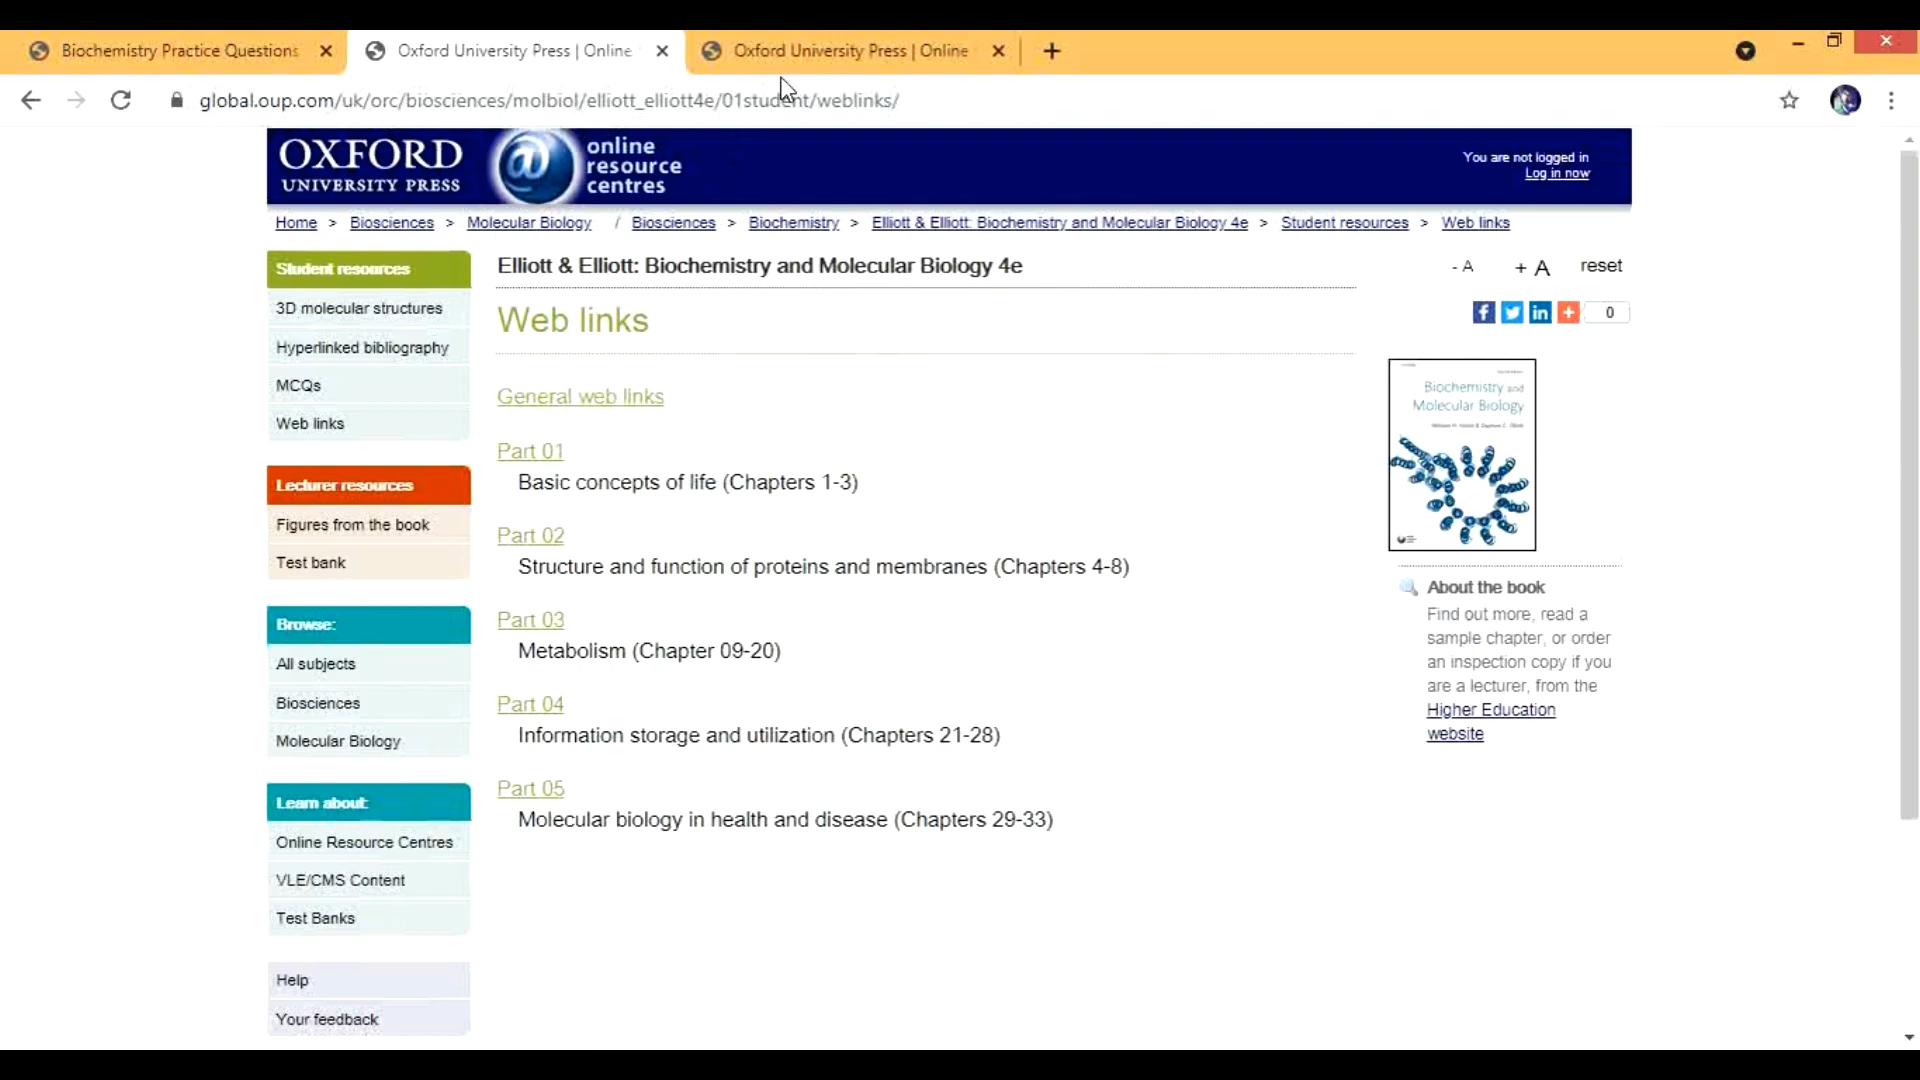 Biochemistry Practice Questions
Oxford University Press | Online
Oxford University Press | Online
global.oup.com/uk/orc/biosciences/molbiol/elliott_elliott4e/01student/weblinks/
OXFORD
UNIVERSITY PRESS
@
online
resource
centres
You are not logged in
Log in now
Home > Biosciences > Molecular Biology / Biosciences > Biochemistry > Elliott & Elliott: Biochemistry and Molecular Biology 4e > Student resources > Web links
Student resources
3D molecular structures
Hyperlinked bibliography
MCQs
Web links
Lecturer resources
Figures from the book
Test bank
Browse:
All subjects
Biosciences
Molecular Biology
Learn about:
Online Resource Centres
VLE/CMS Content
Test Banks
Help
Your feedback
Elliott & Elliott: Biochemistry and Molecular Biology 4e
Web links
General web links
Part 01
Basic concepts of life (Chapters 1-3)
Part 02
Structure and function of proteins and membranes (Chapters 4-8)
Part 03
Metabolism (Chapter 09-20)
Part 04
Information storage and utilization (Chapters 21-28)
Part 05
Molecular biology in health and disease (Chapters 29-33)
- A + A reset
0
Biochemistry and
Molecular Biology
About the book
Find out more, read a
sample chapter, or order
an inspection copy if you
are a lecturer, from the
Higher Education
website